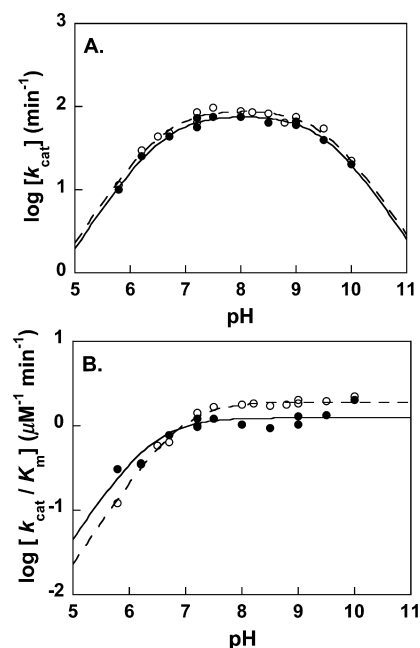 A.
log [kcat] (min-1)
3
2
1
0
5 6 7 8 9 10 11
pH
B.
log [ kcat / Km] (μM-1 min-1)
1
0
-1
-2
5 6 7 8 9 10 11
pH